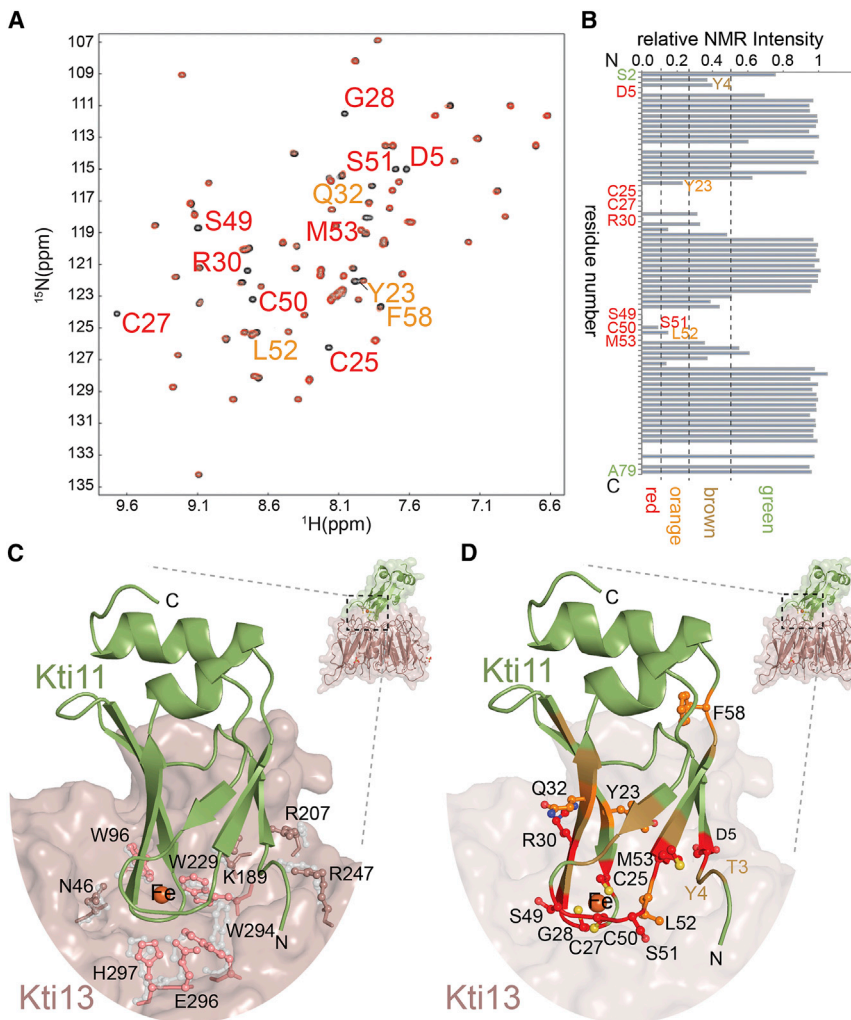 A
107
109
111
113
115
117
119
121
123
125
127
129
131
133
135
15N(ppm)
9.6
9.1
8.6
8.1
7.6
6.6
1H(ppm)
G28
S51
D5
Q32
S49
M53
R30
C50
Y23
C27
F58
L52
C25
B
relative NMR Intensity
N
0.0
0.2
0.4
0.6
0.8
1
S2
Y4
D5
Y23
C25
C27
R30
S49
S51
C50
L52
M53
A79
C
residue number
red
orange
brown
green
C
C
Kti11
R207
W96
W229
K189
R247
N46
Fe
W294
N
H297
E296
Kti13
D
C
Kti11
F58
Q32
Y23
D5
R30
M53
T3
C25
Y4
Fe
S49
L52
G28
C50
N
C27
S51
Kti13